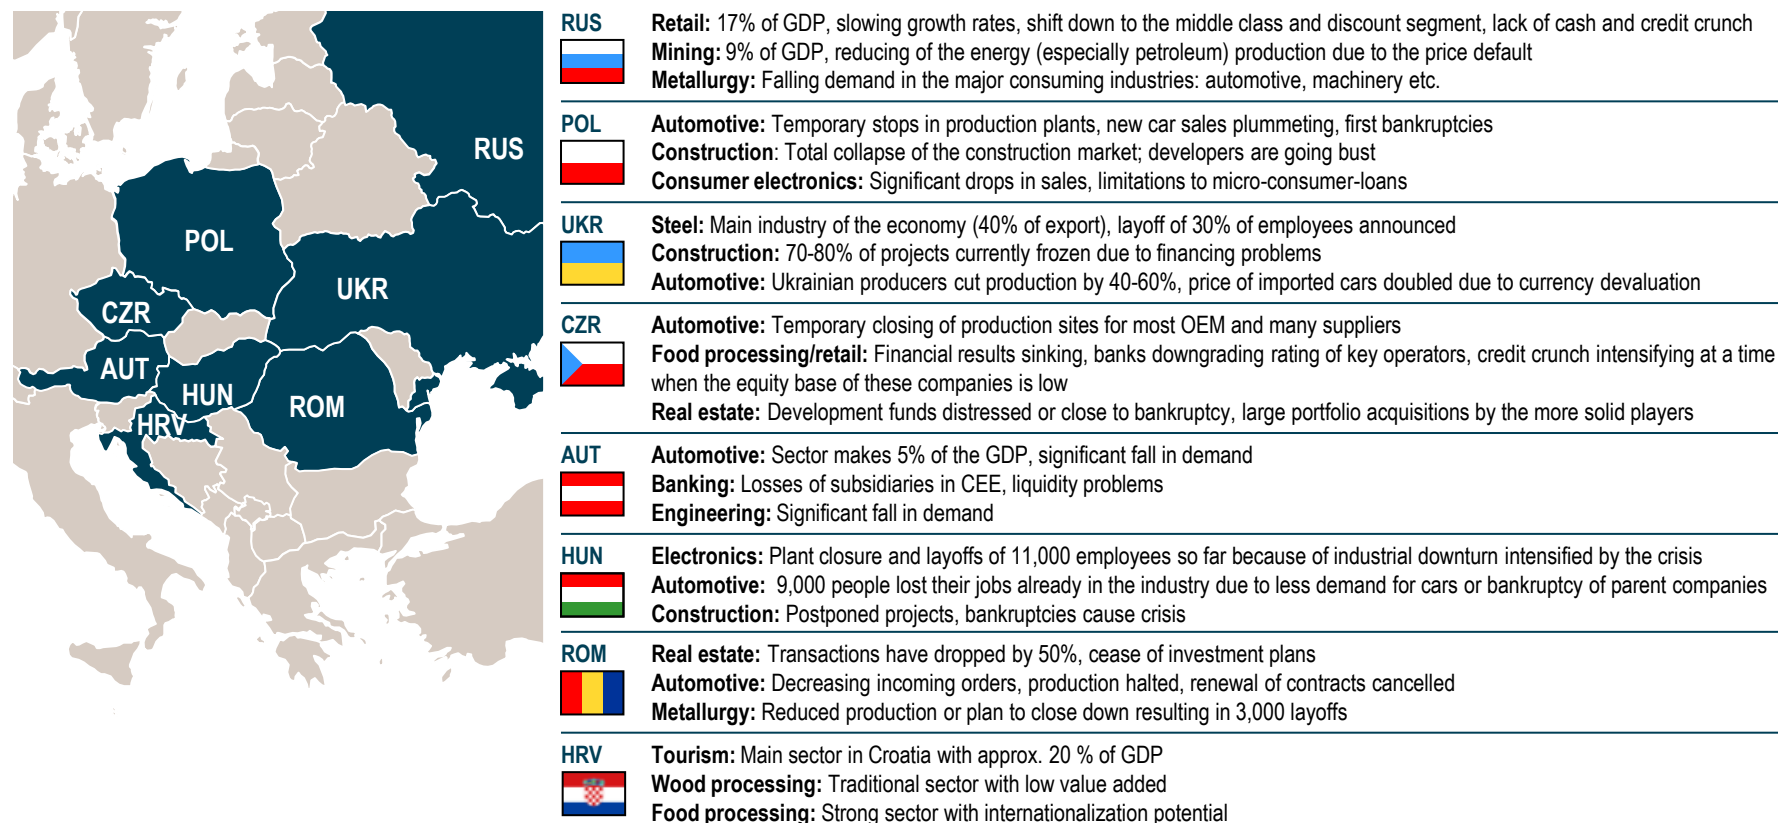 RUS
POL
UKR
CZR
AUT
HUN
ROM
HRV
RUS
Retail: 17% of GDP, slowing growth rates, shift down to the middle class and discount segment, lack of cash and credit crunch
Mining: 9% of GDP, reducing of the energy (especially petroleum) production due to the price default
Metallurgy: Falling demand in the major consuming industries: automotive, machinery etc.
POL
Automotive: Temporary stops in production plants, new car sales plummeting, first bankruptcies
Construction: Total collapse of the construction market; developers are going bust
Consumer electronics: Significant drops in sales, limitations to micro-consumer-loans
UKR
Steel: Main industry of the economy (40% of export), layoff of 30% of employees announced
Construction: 70-80% of projects currently frozen due to financing problems
Automotive: Ukrainian producers cut production by 40-60%, price of imported cars doubled due to currency devaluation
CZR
Automotive: Temporary closing of production sites for most OEM and many suppliers
Food processing/retail: Financial results sinking, banks downgrading rating of key operators, credit crunch intensifying at a time
when the equity base of these companies is low
Real estate: Development funds distressed or close to bankruptcy, large portfolio acquisitions by the more solid players
AUT
Automotive: Sector makes 5% of the GDP, significant fall in demand
Banking: Losses of subsidiaries in CEE, liquidity problems
Engineering: Significant fall in demand
HUN
Electronics: Plant closure and layoffs of 11,000 employees so far because of industrial downturn intensified by the crisis
Automotive: 9,000 people lost their jobs already in the industry due to less demand for cars or bankruptcy of parent companies
Construction: Postponed projects, bankruptcies cause crisis
ROM
Real estate: Transactions have dropped by 50%, cease of investment plans
Automotive: Decreasing incoming orders, production halted, renewal of contracts cancelled
Metallurgy: Reduced production or plan to close down resulting in 3,000 layoffs
HRV
Tourism: Main sector in Croatia with approx. 20 % of GDP
Wood processing: Traditional sector with low value added
Food processing: Strong sector with internationalization potential